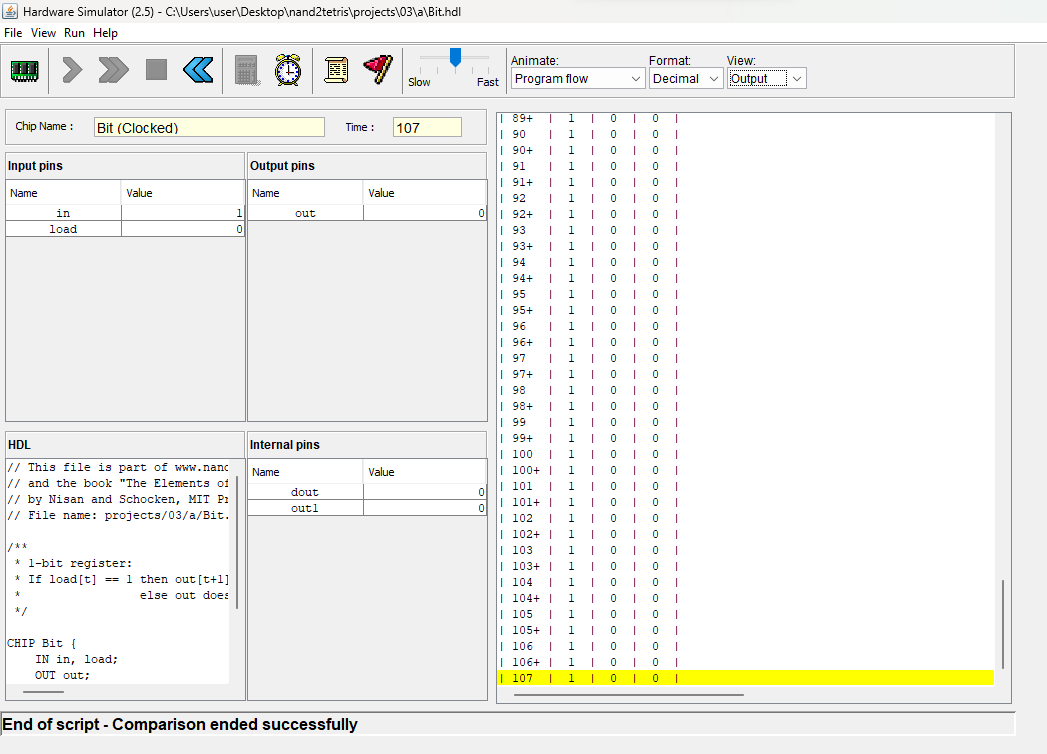 Hardware Simulator (2.5) - C:\Users\user\Desktop\nand2tetris\projects\03\a\Bit.hdl
File View Run Help
Slow Fast
Animate: Format: View:
Program flow Decimal Output
Chip Name : Bit (Clocked) Time : 107
Input pins
Name Value
in 1
load 0
Output pins
Name Value
out 0
HDL
// This file is part of www.nand
// and the book "The Elements of
// by Nisan and Schocken, MIT Pr
// File name: projects/03/a/Bit.
/**
* 1-bit register:
* If load[t] == 1 then out[t+1]
* else out does
*/
CHIP Bit {
IN in, load;
OUT out;
Internal pins
Name Value
dout 0
out1 0
| 89+ | 1 | 0 | 0 |
| 90 | 1 | 0 | 0 |
| 90+ | 1 | 0 | 0 |
| 91 | 1 | 0 | 0 |
| 91+ | 1 | 0 | 0 |
| 92 | 1 | 0 | 0 |
| 92+ | 1 | 0 | 0 |
| 93 | 1 | 0 | 0 |
| 93+ | 1 | 0 | 0 |
| 94 | 1 | 0 | 0 |
| 94+ | 1 | 0 | 0 |
| 95 | 1 | 0 | 0 |
| 95+ | 1 | 0 | 0 |
| 96 | 1 | 0 | 0 |
| 96+ | 1 | 0 | 0 |
| 97 | 1 | 0 | 0 |
| 97+ | 1 | 0 | 0 |
| 98 | 1 | 0 | 0 |
| 98+ | 1 | 0 | 0 |
| 99 | 1 | 0 | 0 |
| 99+ | 1 | 0 | 0 |
| 100 | 1 | 0 | 0 |
| 100+ | 1 | 0 | 0 |
| 101 | 1 | 0 | 0 |
| 101+ | 1 | 0 | 0 |
| 102 | 1 | 0 | 0 |
| 102+ | 1 | 0 | 0 |
| 103 | 1 | 0 | 0 |
| 103+ | 1 | 0 | 0 |
| 104 | 1 | 0 | 0 |
| 104+ | 1 | 0 | 0 |
| 105 | 1 | 0 | 0 |
| 105+ | 1 | 0 | 0 |
| 106 | 1 | 0 | 0 |
| 106+ | 1 | 0 | 0 |
| 107 | 1 | 0 | 0 |
End of script - Comparison ended successfully